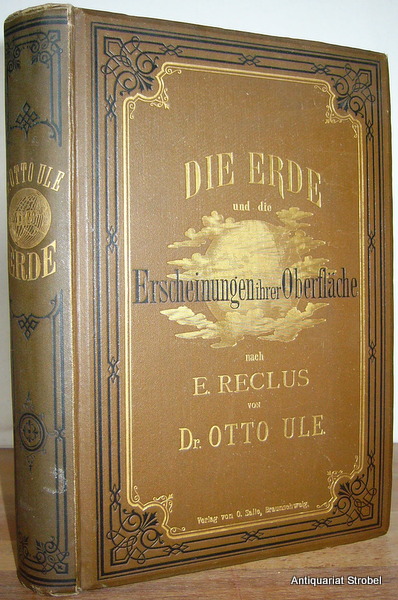 OTTO ULE
DIE
ERDE
DIE ERDE
und die
Erscheinungen ihrer Oberfläche
nach
E. RECLUS
von
Dr. OTTO ULE.
Verlag von O. Salle, Braunschweig.
Antiquariat Strobel